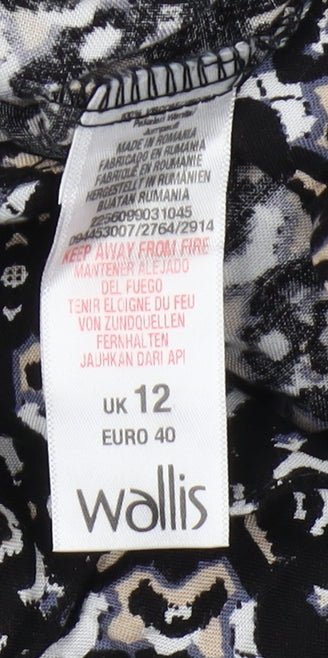 MADE IN ROMANIA
FABRICADO EN RUMANÍA
FABRIQUÉ EN ROUMANIE
HERGESTELLT IN RUMÄNIEN
BUATAN RUMANIA
2256099031045
094453007/2764/2914
KEEP AWAY FROM FIRE
MANTENER ALEJADO
DEL FUEGO
TENIR ELOIGNE DU FEU
VON ZUNDQUELLEN
FERNHALTEN
JAUHKAN DARI API
UK 12
EURO 40
wallis